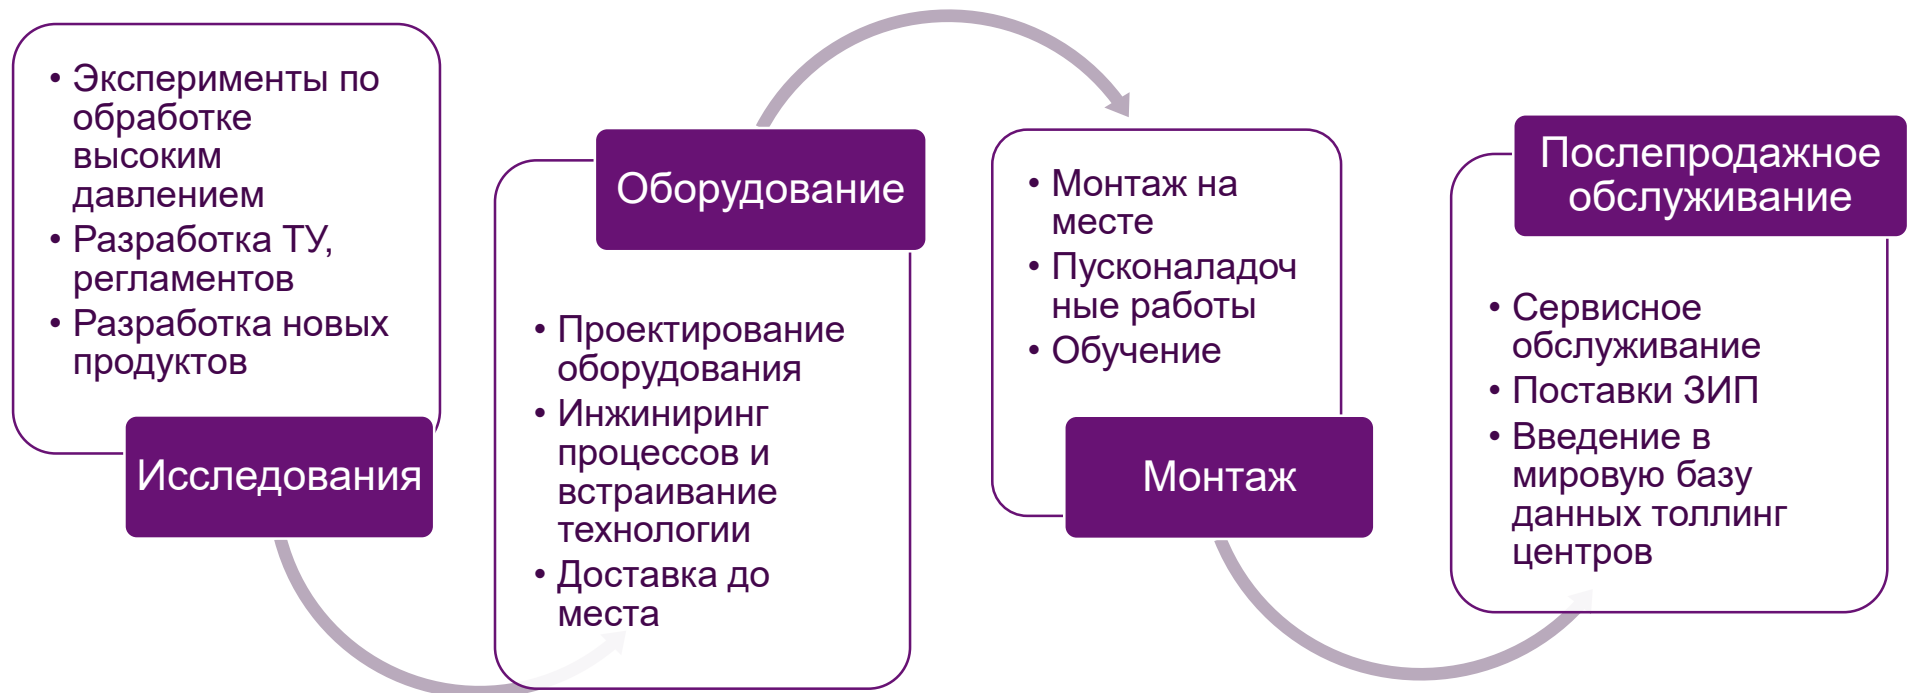 • Эксперименты по
обработке
высоким
давлением
• Разработка ТУ,
регламентов
• Разработка новых
продуктов
Исследования
Оборудование
• Проектирование
оборудования
• Инжиниринг
процессов и
встраивание
технологии
• Доставка до
места
• Монтаж на
месте
• Пусконаладоч
ные работы
• Обучение
Монтаж
Послепродажное
обслуживание
• Сервисное
обслуживание
• Поставки ЗИП
• Введение в
мировую базу
данных толлинг
центров